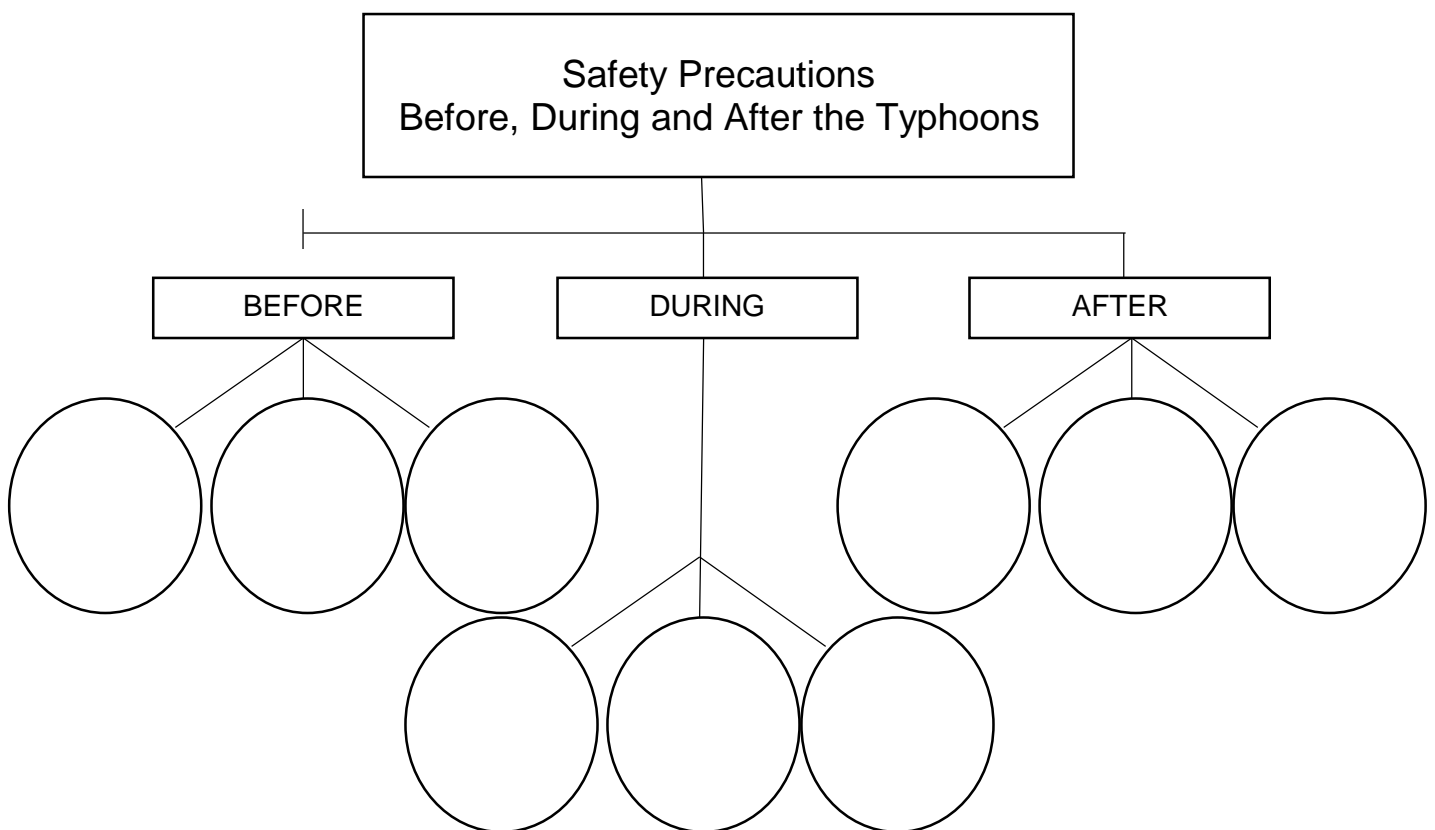 Safety Precautions
Before, During and After the Typhoons
BEFORE
DURING
AFTER